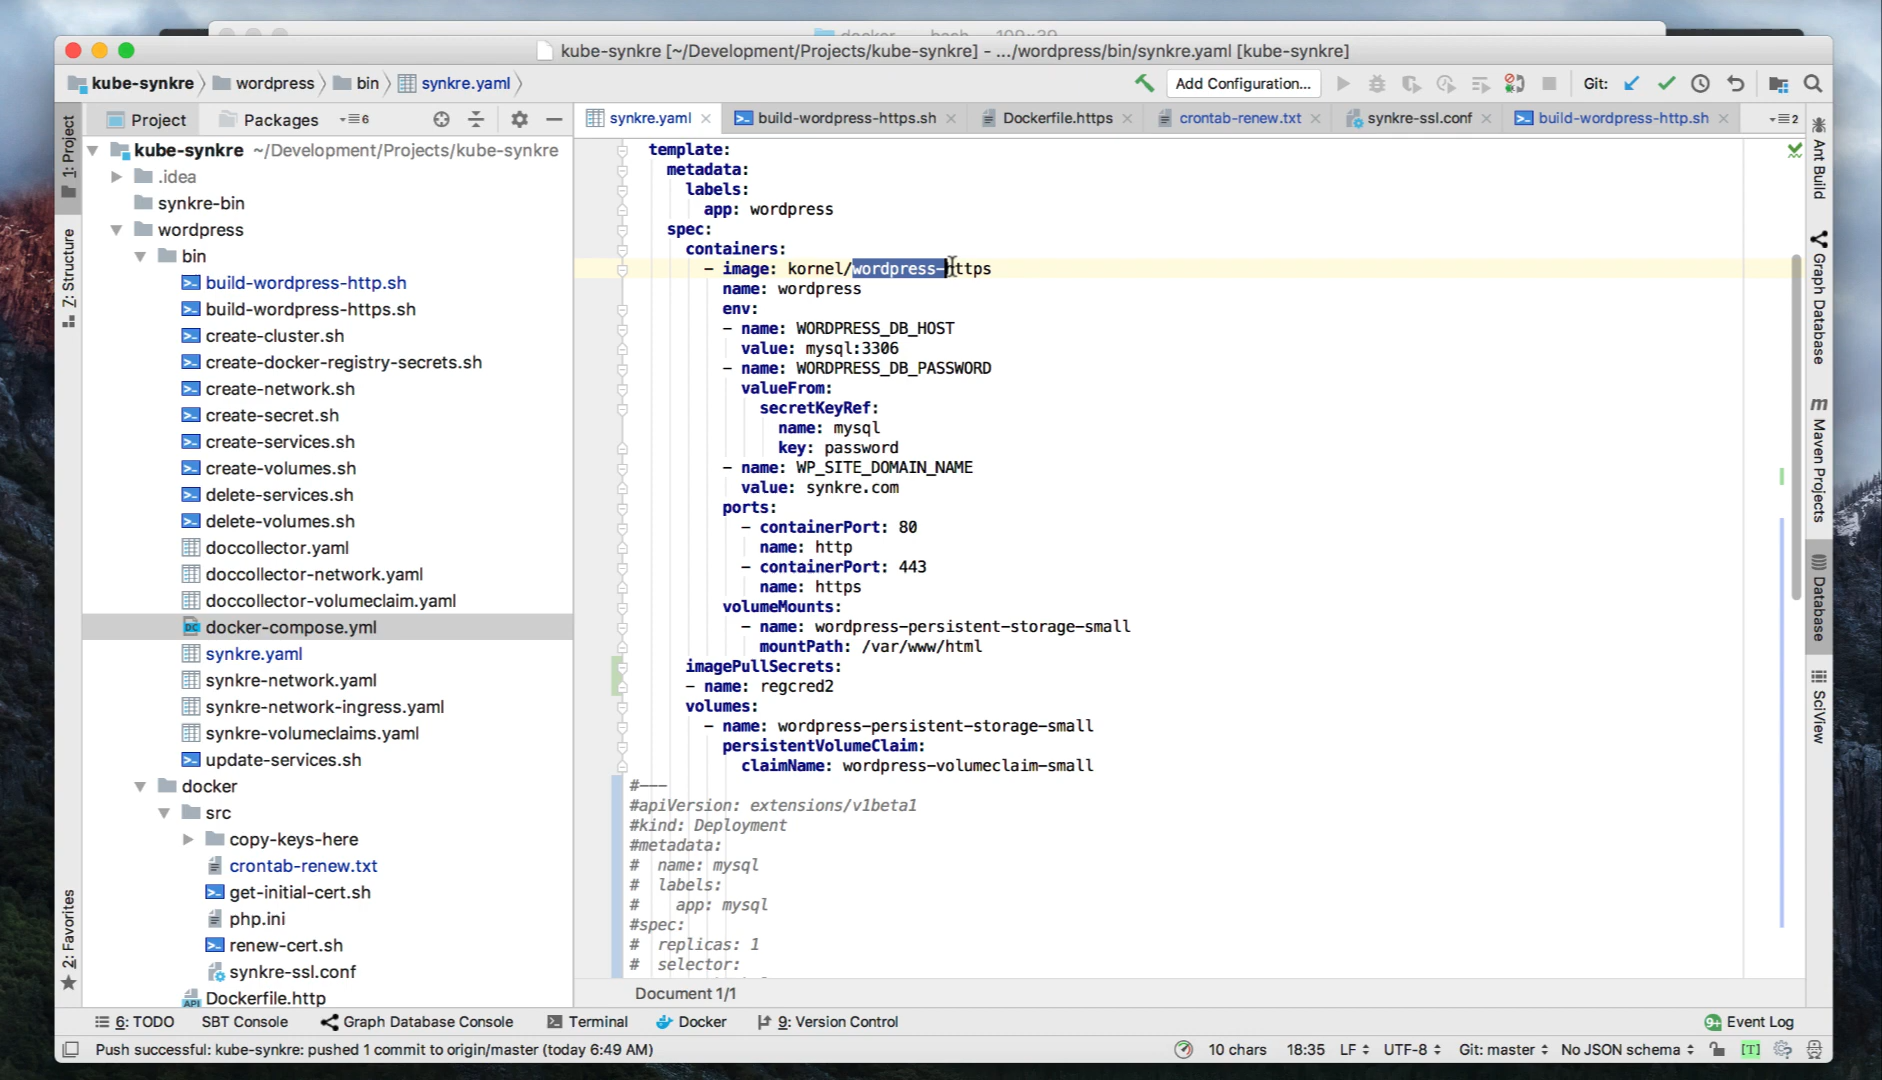 docker — bash — 199×39
kube-synkre [~/Development/Projects/kube-synkre] - .../wordpress/bin/synkre.yaml [kube-synkre]
kube-synkre wordpress bin synkre.yaml Add Configuration... Git:
Project Packages 6
synkre.yaml build-wordpress-https.sh Dockerfile.https crontab-renew.txt synkre-ssl.conf build-wordpress-http.sh 2
1: Project
Z: Structure
2: Favorites
kube-synkre ~/Development/Projects/kube-synkre
.idea
synkre-bin
wordpress
bin
build-wordpress-http.sh
build-wordpress-https.sh
create-cluster.sh
create-docker-registry-secrets.sh
create-network.sh
create-secret.sh
create-services.sh
create-volumes.sh
delete-services.sh
delete-volumes.sh
doccollector.yaml
doccollector-network.yaml
doccollector-volumeclaim.yaml
DC docker-compose.yml
synkre.yaml
synkre-network.yaml
synkre-network-ingress.yaml
synkre-volumeclaims.yaml
update-services.sh
docker
src
copy-keys-here
crontab-renew.txt
get-initial-cert.sh
php.ini
renew-cert.sh
synkre-ssl.conf
API Dockerfile.http
template:
metadata:
labels:
app: wordpress
spec:
containers:
- image: kornel/wordpress-https
name: wordpress
env:
- name: WORDPRESS_DB_HOST
value: mysql:3306
- name: WORDPRESS_DB_PASSWORD
valueFrom:
secretKeyRef:
name: mysql
key: password
- name: WP_SITE_DOMAIN_NAME
value: synkre.com
ports:
- containerPort: 80
name: http
- containerPort: 443
name: https
volumeMounts:
- name: wordpress-persistent-storage-small
mountPath: /var/www/html
imagePullSecrets:
- name: regcred2
volumes:
- name: wordpress-persistent-storage-small
persistentVolumeClaim:
claimName: wordpress-volumeclaim-small
#---
#apiVersion: extensions/v1beta1
#kind: Deployment
#metadata:
# name: mysql
# labels:
# app: mysql
#spec:
# replicas: 1
# selector:
Document 1/1
Ant Build
Graph Database
m Maven Projects
Database
SciView
6: TODO SBT Console Graph Database Console Terminal Docker 9: Version Control 9+ Event Log
Push successful: kube-synkre: pushed 1 commit to origin/master (today 6:49 AM) 10 chars 18:35 LF UTF-8 Git: master No JSON schema [T]